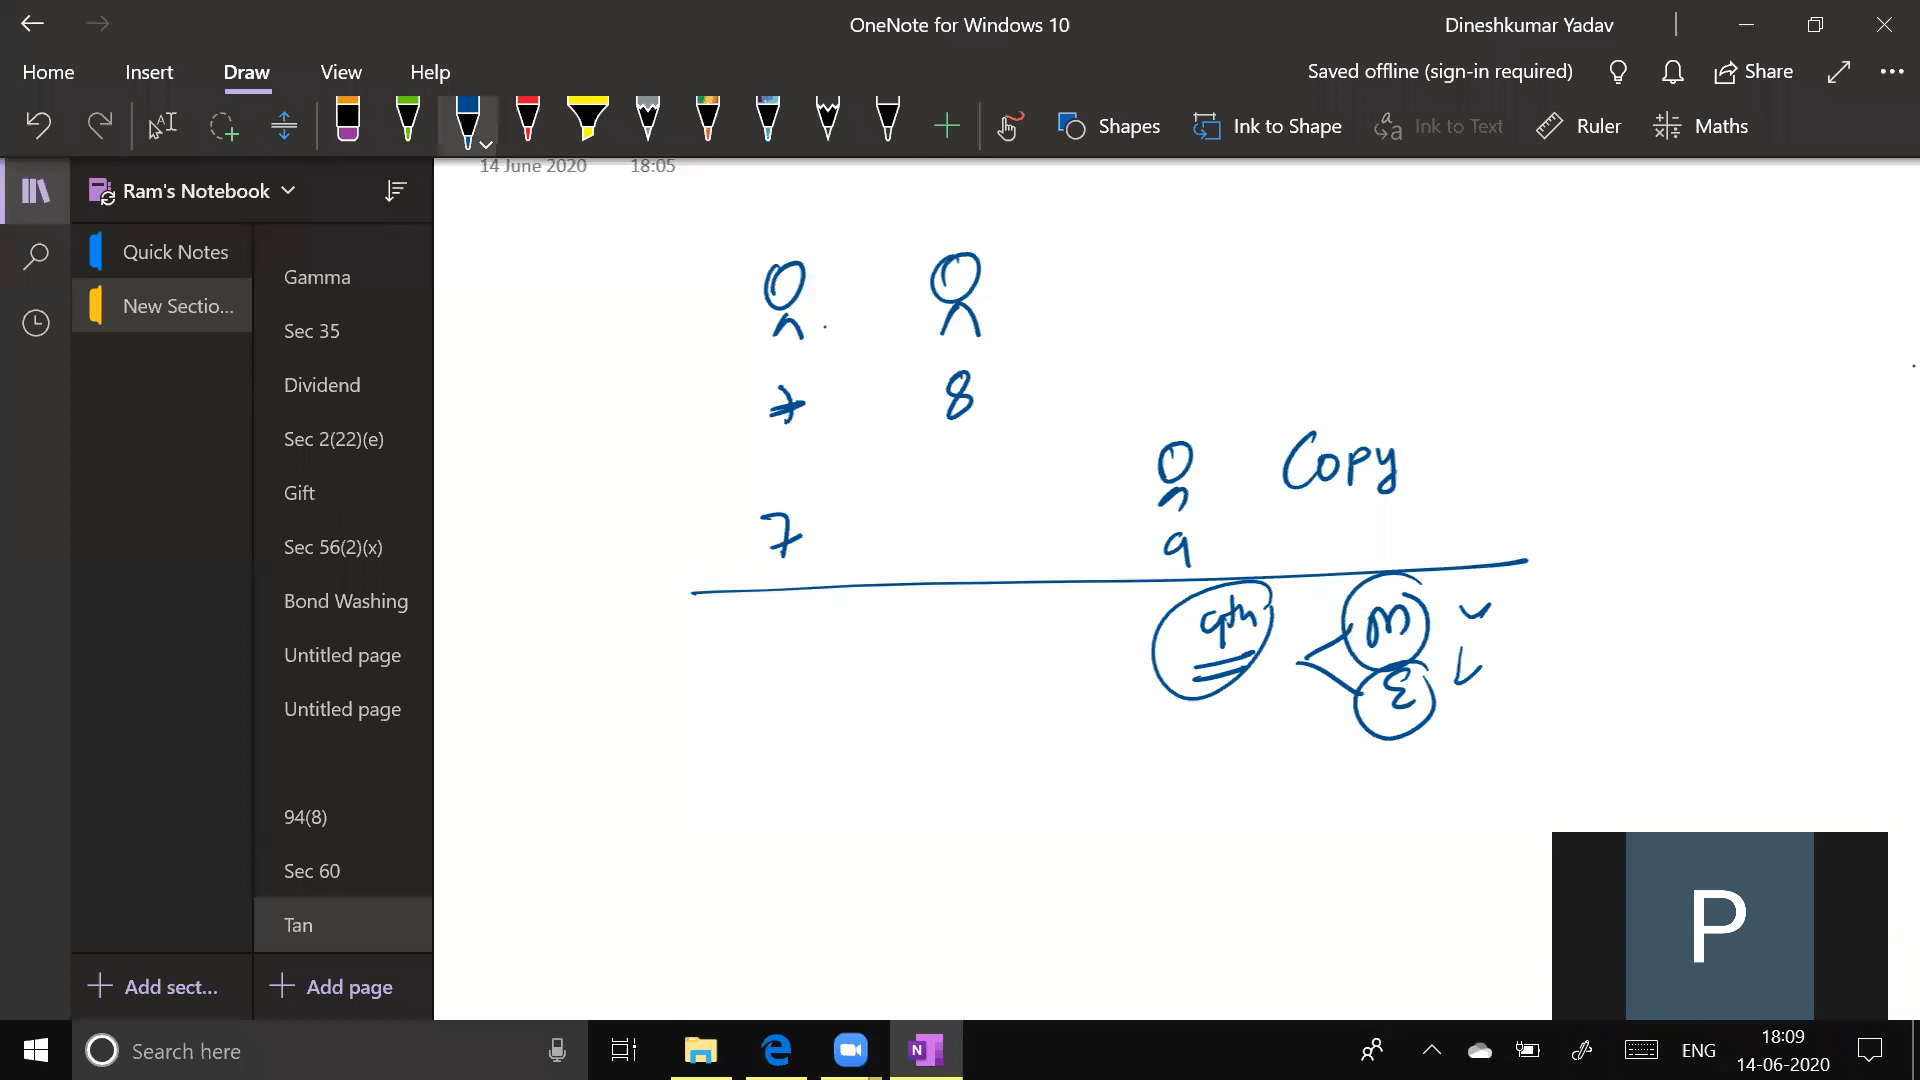 OneNote for Windows 10
Dineshkumar Yadav
Home Insert Draw View Help
Saved offline (sign-in required)
Share
Shapes
Ink to Shape
Ink to Text
Ruler
Maths
14 June 2020 18:05
Ram's Notebook
Quick Notes
New Sectio...
Gamma
Sec 35
Dividend
Sec 2(22)(e)
Gift
Sec 56(2)(x)
Bond Washing
Untitled page
Untitled page
94(8)
Sec 60
Tan
Add sect...
Add page
8
Copy
7
9
9th
M
E
P
Search here
ENG
18:09
14-06-2020